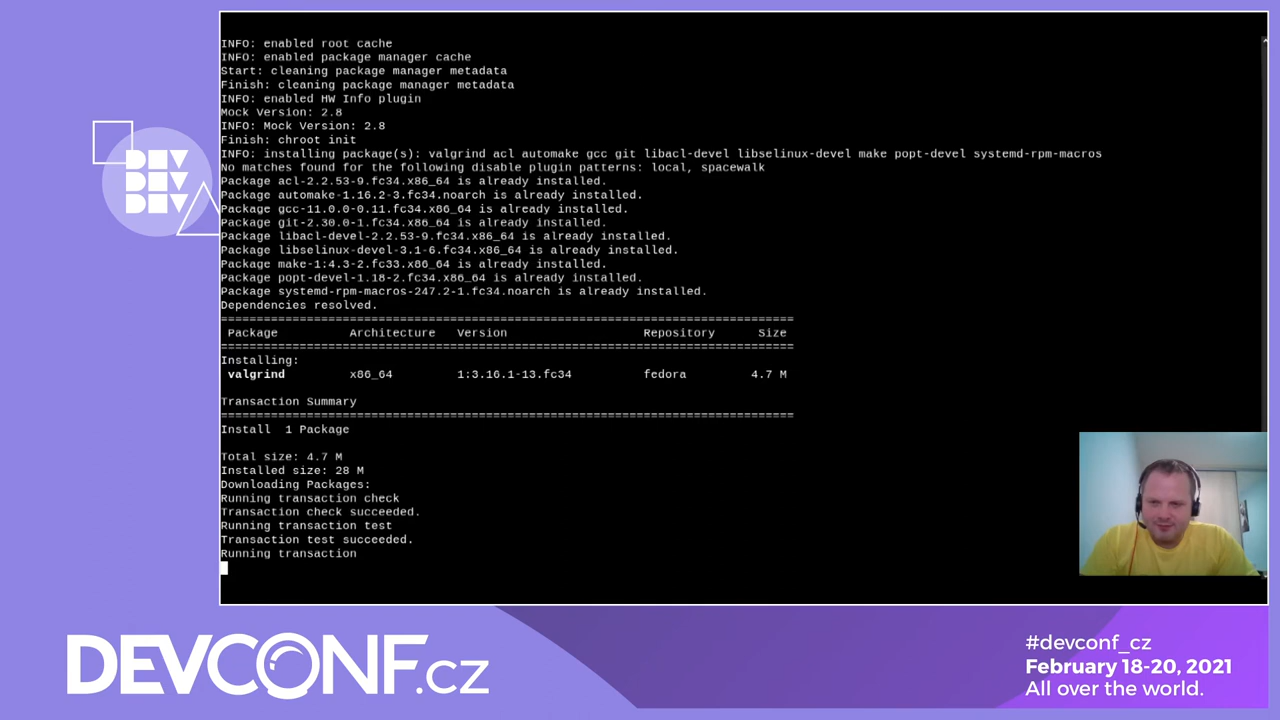 INFO: enabled root cache
INFO: enabled package manager cache
Start: cleaning package manager metadata
Finish: cleaning package manager metadata
INFO: enabled HW Info plugin
Mock Version: 2.8
INFO: Mock Version: 2.8
Finish: chroot init
INFO: installing package(s): valgrind acl automake gcc git libacl-devel libselinux-devel make popt-devel systemd-rpm-macros
No matches found for the following disable plugin patterns: local, spacewalk
Package acl-2.2.53-9.fc34.x86_64 is already installed.
Package automake-1.16.2-3.fc34.noarch is already installed.
Package gcc-11.0.0-0.11.fc34.x86_64 is already installed.
Package git-2.30.0-1.fc34.x86_64 is already installed.
Package libacl-devel-2.2.53-9.fc34.x86_64 is already installed.
Package libselinux-devel-3.1-6.fc34.x86_64 is already installed.
Package make-1:4.3-2.fc33.x86_64 is already installed.
Package popt-devel-1.18-2.fc34.x86_64 is already installed.
Package systemd-rpm-macros-247.2-1.fc34.noarch is already installed.
Dependencies resolved.
================================================================================
Package Architecture Version Repository Size
================================================================================
Installing:
valgrind x86_64 1:3.16.1-13.fc34 fedora 4.7 M
Transaction Summary
================================================================================
Install 1 Package
Total size: 4.7 M
Installed size: 28 M
Downloading Packages:
Running transaction check
Transaction check succeeded.
Running transaction test
Transaction test succeeded.
Running transaction
DEV
DEV
DEV
DEVCONF.cz
#devconf_cz
February 18-20, 2021
All over the world.